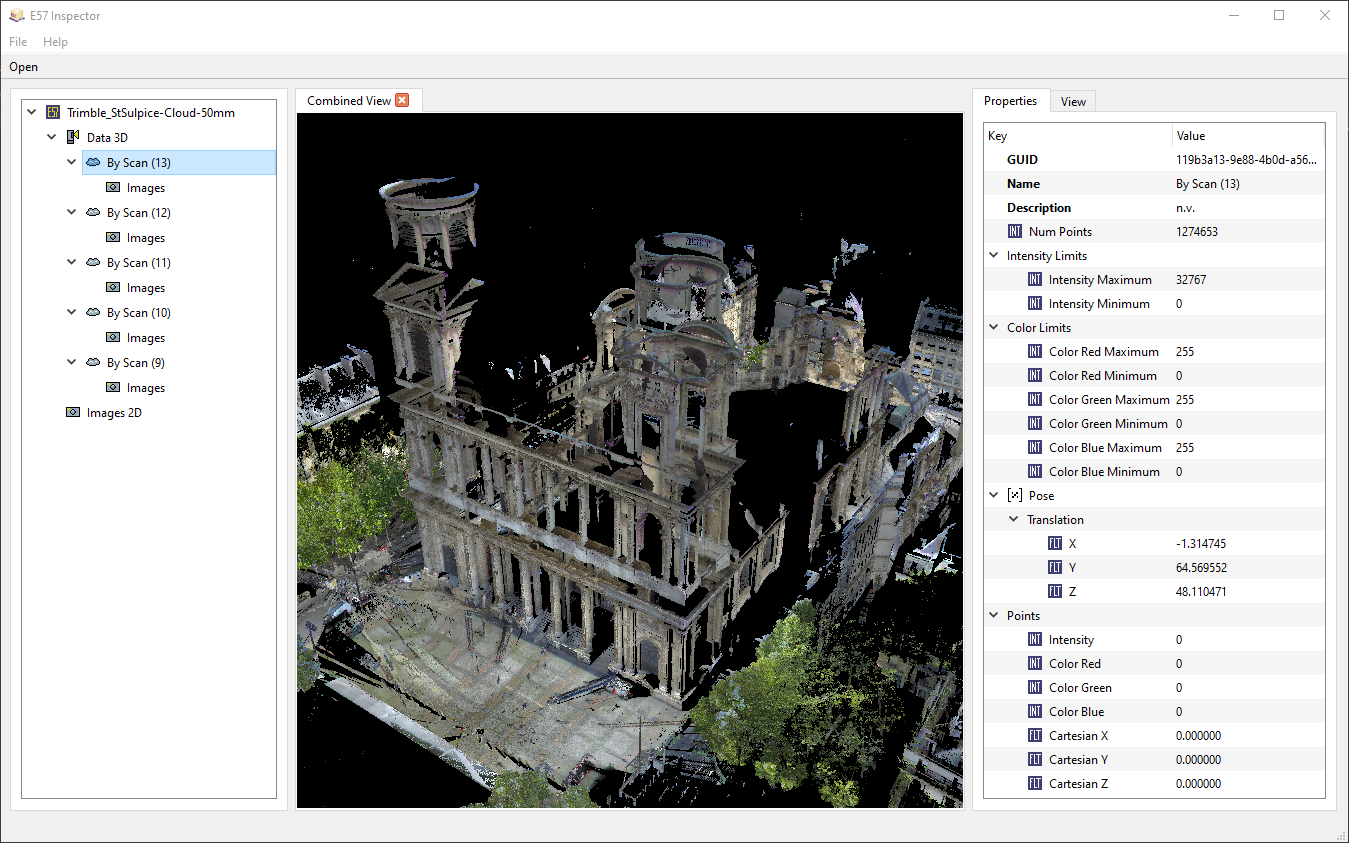 E57 Inspector
File Help
Open
E57 Trimble_StSulpice-Cloud-50mm
Data 3D
By Scan (13)
Images
By Scan (12)
Images
By Scan (11)
Images
By Scan (10)
Images
By Scan (9)
Images
Images 2D
Combined View
Properties View
Key Value
GUID 119b3a13-9e88-4b0d-a56...
Name By Scan (13)
Description n.v.
INT Num Points 1274653
Intensity Limits
INT Intensity Maximum 32767
INT Intensity Minimum 0
Color Limits
INT Color Red Maximum 255
INT Color Red Minimum 0
INT Color Green Maximum 255
INT Color Green Minimum 0
INT Color Blue Maximum 255
INT Color Blue Minimum 0
Pose
Translation
FLT X -1.314745
FLT Y 64.569552
FLT Z 48.110471
Points
INT Intensity 0
INT Color Red 0
INT Color Green 0
INT Color Blue 0
FLT Cartesian X 0.000000
FLT Cartesian Y 0.000000
FLT Cartesian Z 0.000000